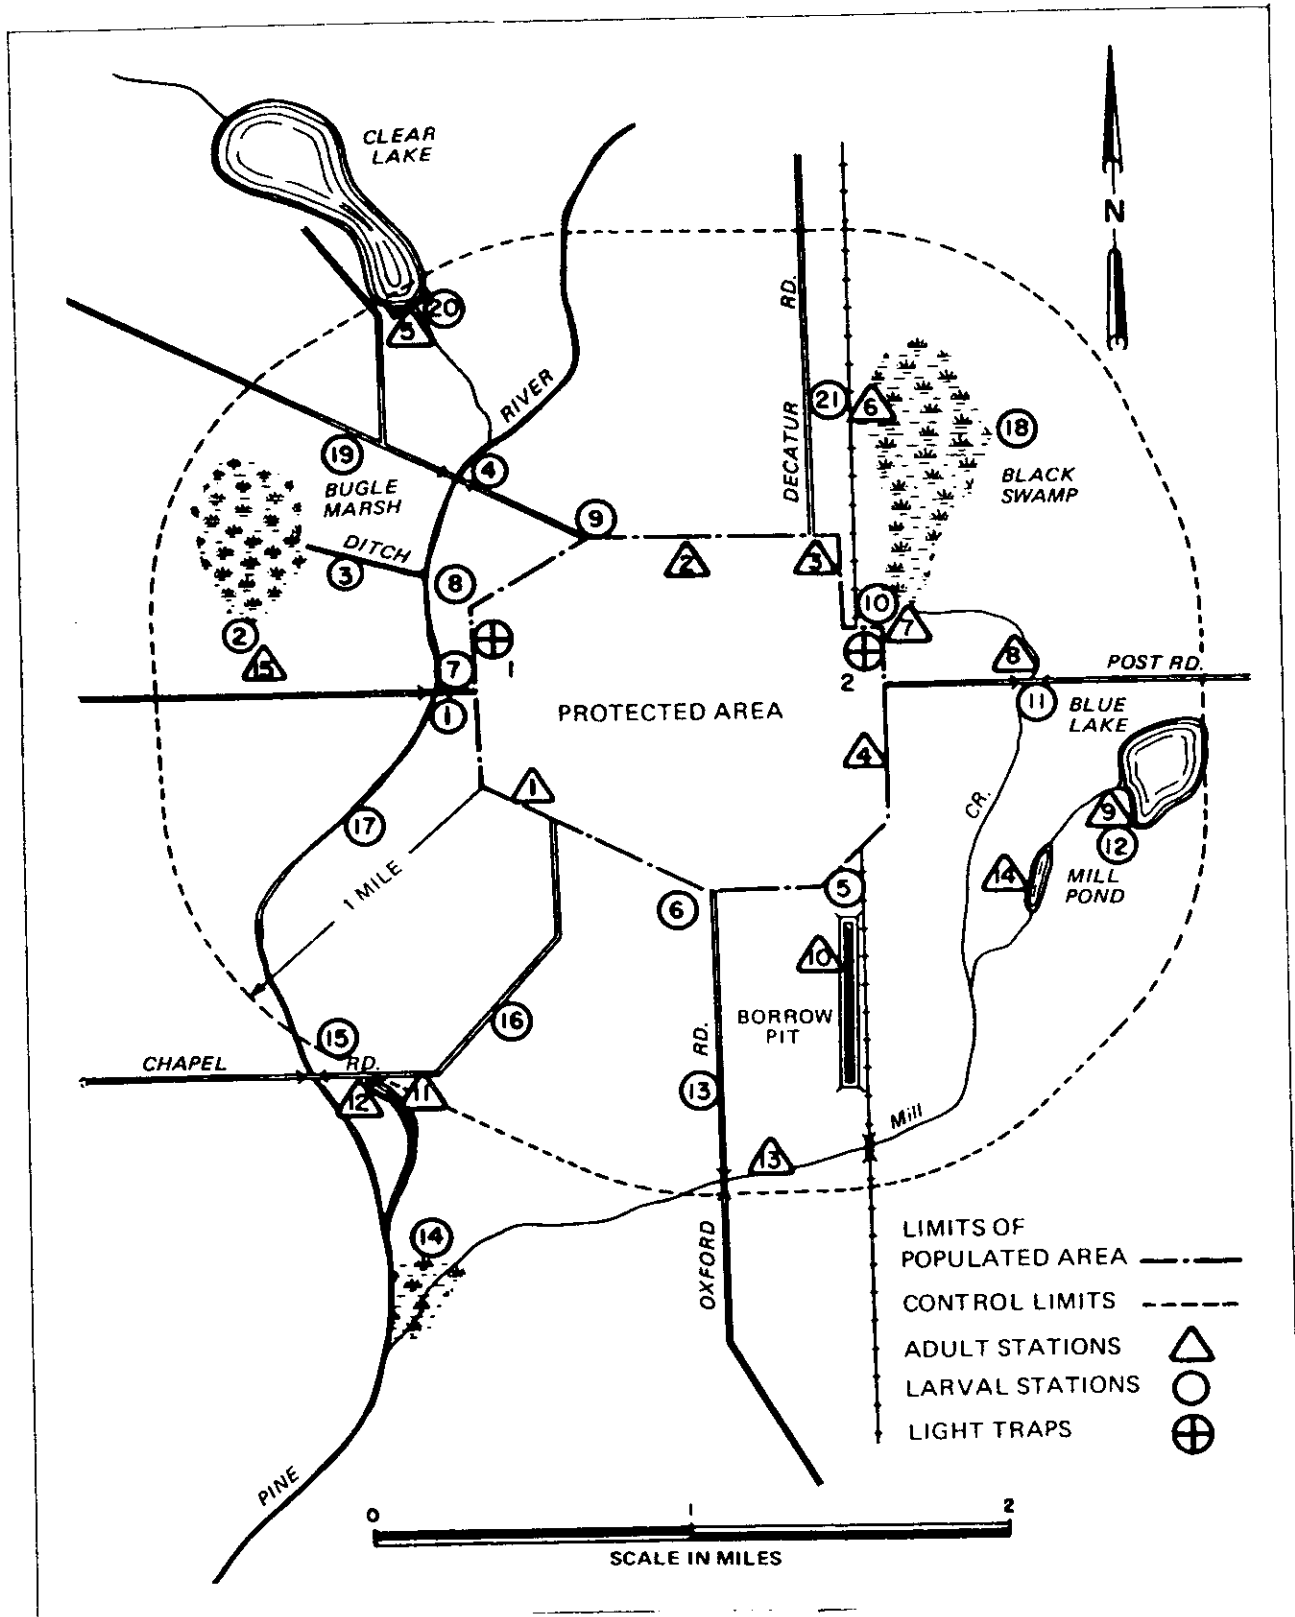 CLEAR
LAKE
N
20
5
RIVER
DECATUR RD.
21
6
18
BLACK
SWAMP
19
4
BUGLE
MARSH
9
DITCH
3
8
2
3
10
7
2
15
7
1
2
8
POST RD.
11
BLUE
LAKE
1
PROTECTED AREA
4
1
CR.
9
12
17
1 MILE
14
MILL
POND
5
6
10
BORROW
PIT
16
15
CHAPEL RD.
12
11
13
OXFORD RD.
Mill
13
14
PINE
LIMITS OF
POPULATED AREA
CONTROL LIMITS
ADULT STATIONS
LARVAL STATIONS
LIGHT TRAPS
0 1 2
SCALE IN MILES